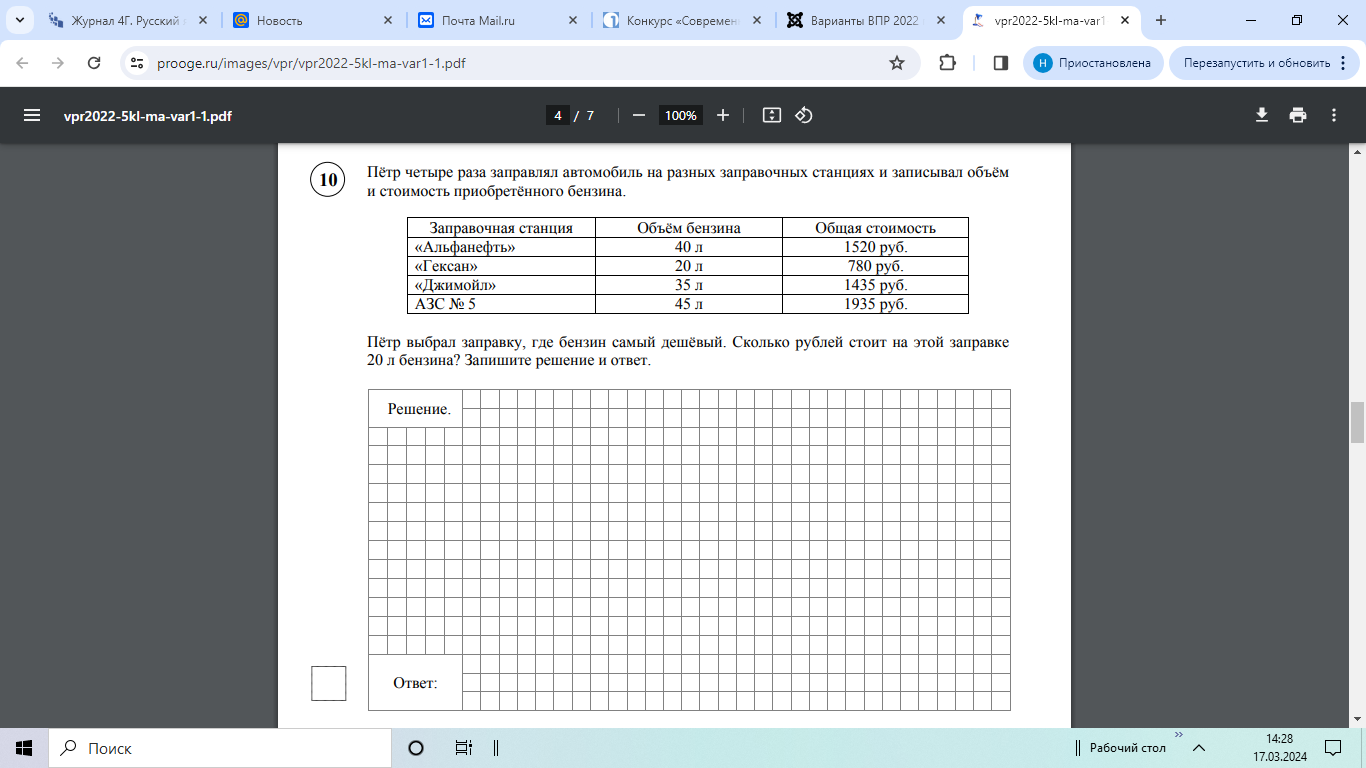 Журнал 4Г. Русский
Новость
Почта Mail.ru
Конкурс «Современ
Варианты ВПР 2022
vpr2022-5kl-ma-var1
prooge.ru/images/vpr/vpr2022-5kl-ma-var1-1.pdf
Н Приостановлена
Перезапустить и обновить
vpr2022-5kl-ma-var1-1.pdf
4 / 7
100%
10
Пётр четыре раза заправлял автомобиль на разных заправочных станциях и записывал объём
и стоимость приобретённого бензина.
Заправочная станция Объём бензина Общая стоимость
«Альфанефть» 40 л 1520 руб.
«Гексан» 20 л 780 руб.
«Джимойл» 35 л 1435 руб.
АЗС № 5 45 л 1935 руб.
Пётр выбрал заправку, где бензин самый дешёвый. Сколько рублей стоит на этой заправке
20 л бензина? Запишите решение и ответ.
Решение.
Ответ:
Поиск
Рабочий стол
14:28
17.03.2024